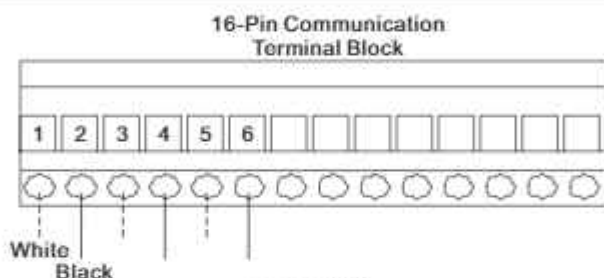 16-Pin Communication
Terminal Block
1 2 3 4 5 6
White
Black